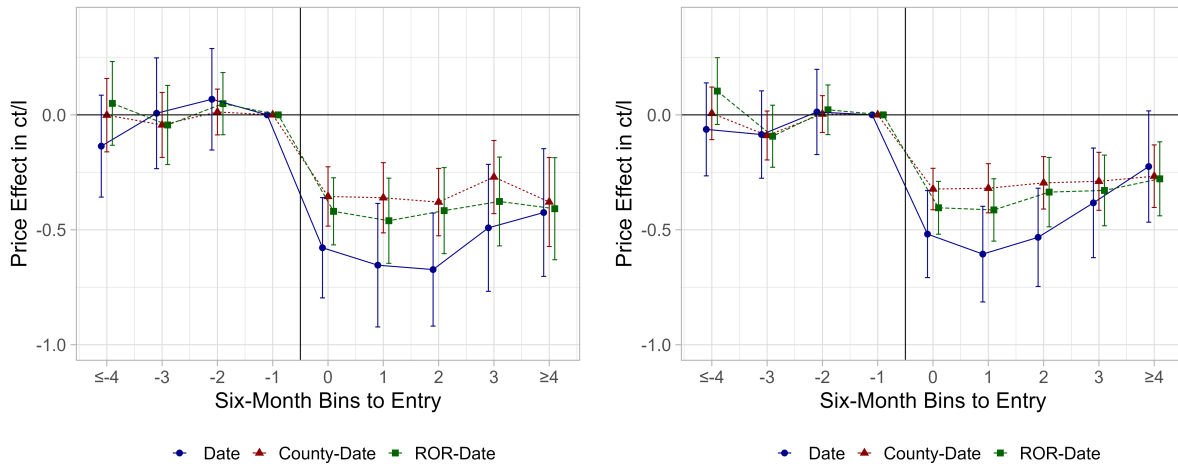 Price Effect in ct/l
0.0
-0.5
-1.0
≤-4 -3 -2 -1 0 1 2 3 ≥4
Six-Month Bins to Entry
Date County-Date ROR-Date
Price Effect in ct/l
0.0
-0.5
-1.0
≤-4 -3 -2 -1 0 1 2 3 ≥4
Six-Month Bins to Entry
Date County-Date ROR-Date